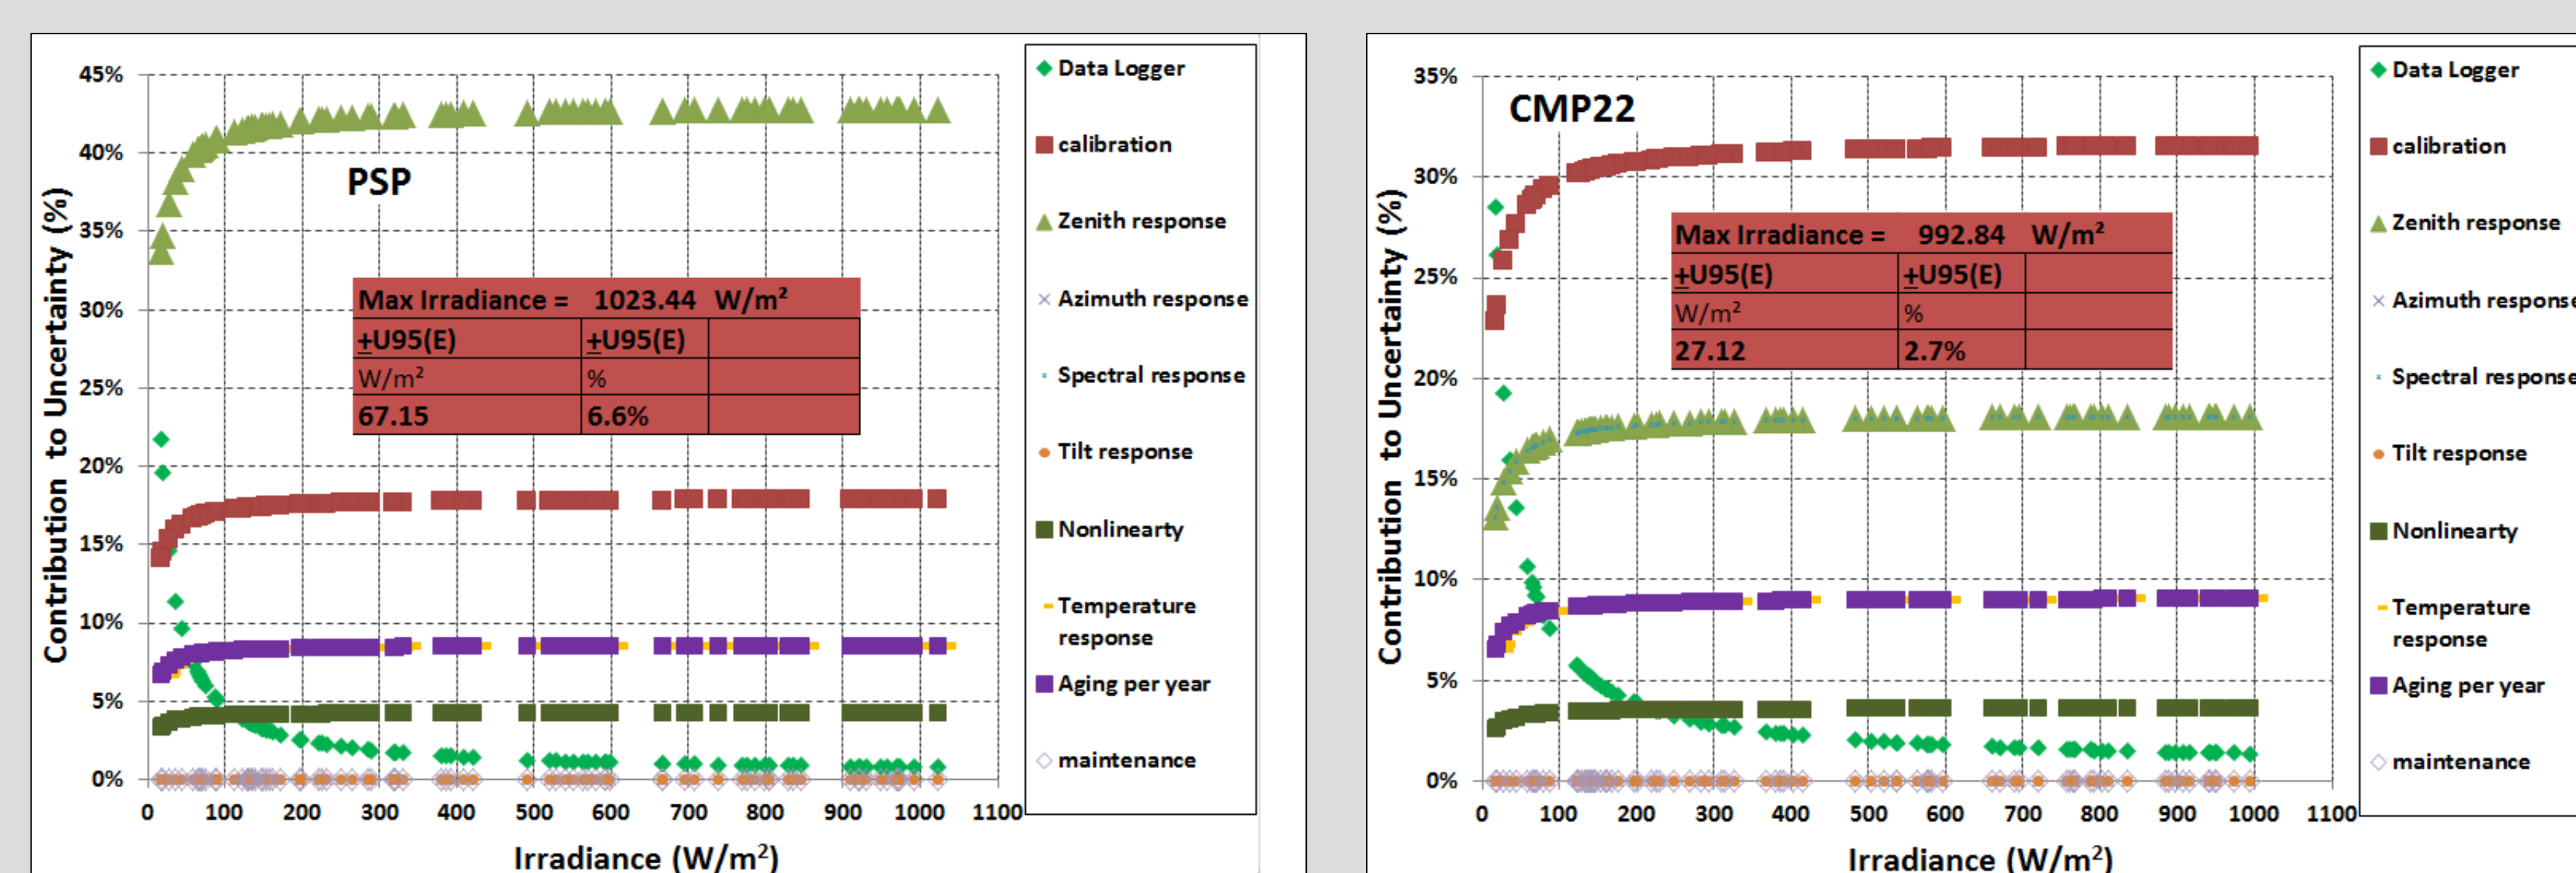 45%
40%
35%
30%
25%
20%
15%
10%
5%
0%
Contribution to Uncertainty (%)
PSP
Max Irradiance = 1023.44 W/m²
±U95(E) ±U95(E)
W/m² %
67.15 6.6%
0 100 200 300 400 500 600 700 800 900 1000 1100
Irradiance (W/m²)
Data Logger
calibration
Zenith response
Azimuth response
Spectral response
Tilt response
Nonlinearty
Temperature
response
Aging per year
maintenance
35%
30%
25%
20%
15%
10%
5%
0%
Contribution to Uncertainty (%)
CMP22
Max Irradiance = 992.84 W/m²
±U95(E) ±U95(E)
W/m² %
27.12 2.7%
0 100 200 300 400 500 600 700 800 900 1000 1100
Irradiance (W/m²)
Data Logger
calibration
Zenith response
Azimuth response
Spectral response
Tilt response
Nonlinearty
Temperature
response
Aging per year
maintenance